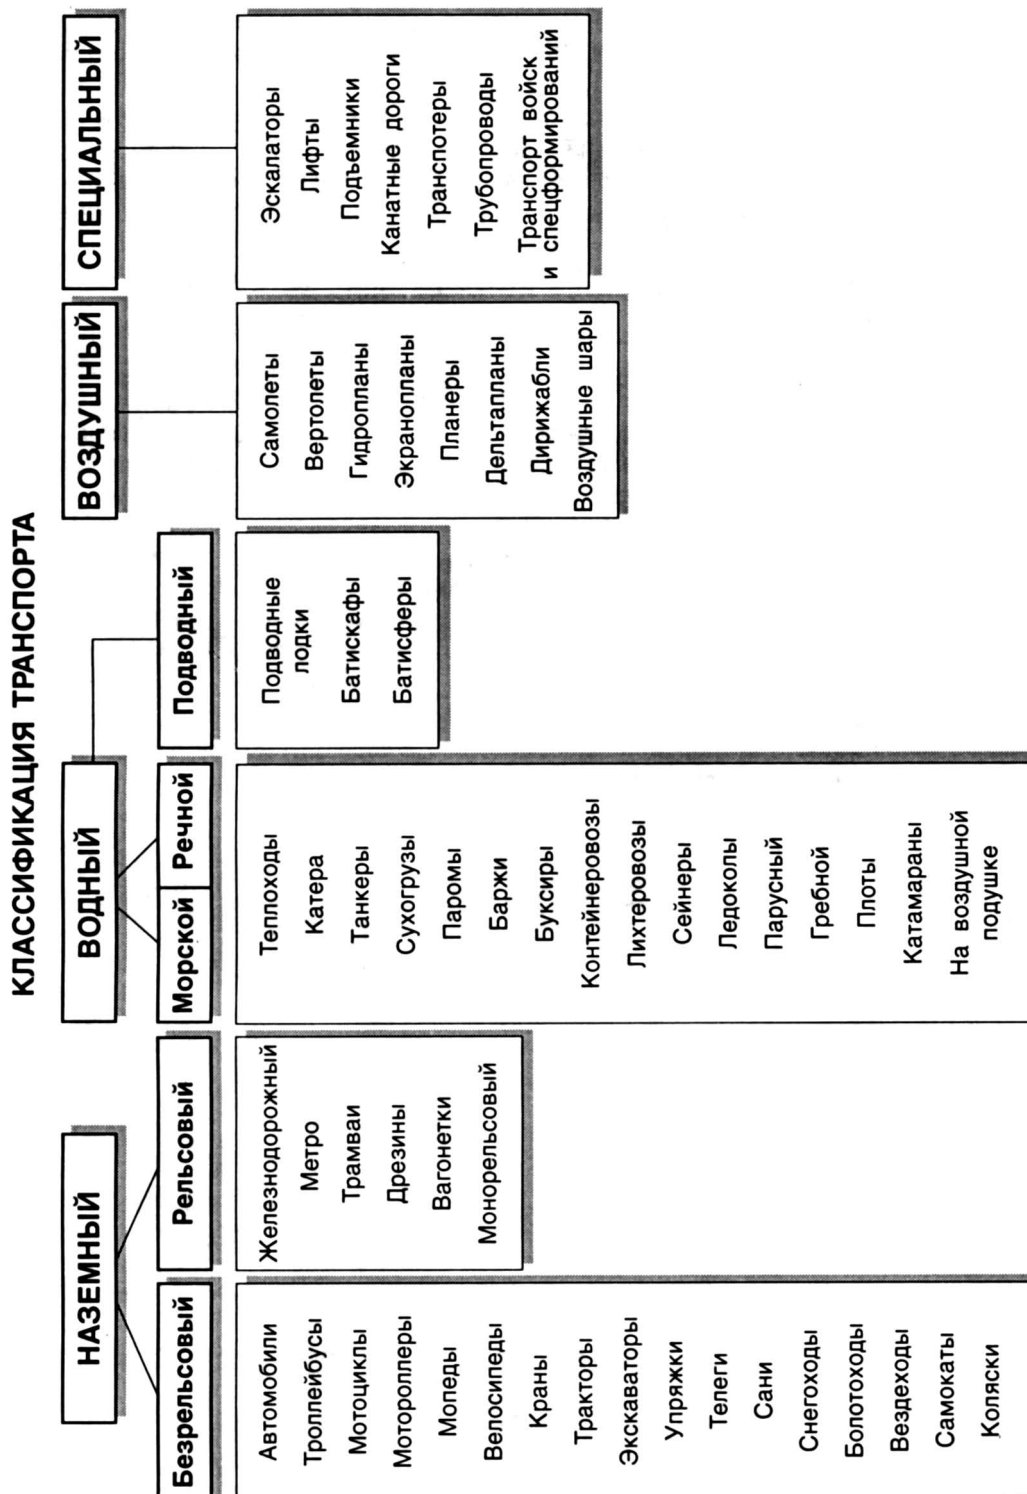 КЛАССИФИКАЦИЯ ТРАНСПОРТА
НАЗЕМНЫЙ
Безрельсовый
Автомобили
Троллейбусы
Мотоциклы
Мотороллеры
Мопеды
Велосипеды
Краны
Тракторы
Экскаваторы
Упряжки
Телеги
Сани
Снегоходы
Болотоходы
Вездеходы
Самокаты
Коляски
Рельсовый
Железнодорожный
Метро
Трамваи
Дрезины
Вагонетки
Монорельсовый
ВОДНЫЙ
Морской
Речной
Теплоходы
Катера
Танкеры
Сухогрузы
Паромы
Баржи
Буксиры
Контейнеровозы
Лихтеровозы
Сейнеры
Ледоколы
Парусный
Гребной
Плоты
Катамараны
На воздушной
подушке
Подводный
Подводные
лодки
Батискафы
Батисферы
ВОЗДУШНЫЙ
Самолеты
Вертолеты
Гидропланы
Экранопланы
Планеры
Дельтапланы
Дирижабли
Воздушные шары
СПЕЦИАЛЬНЫЙ
Эскалаторы
Лифты
Подъемники
Канатные дороги
Транспотеры
Трубопроводы
Транспорт войск
и спецформирований